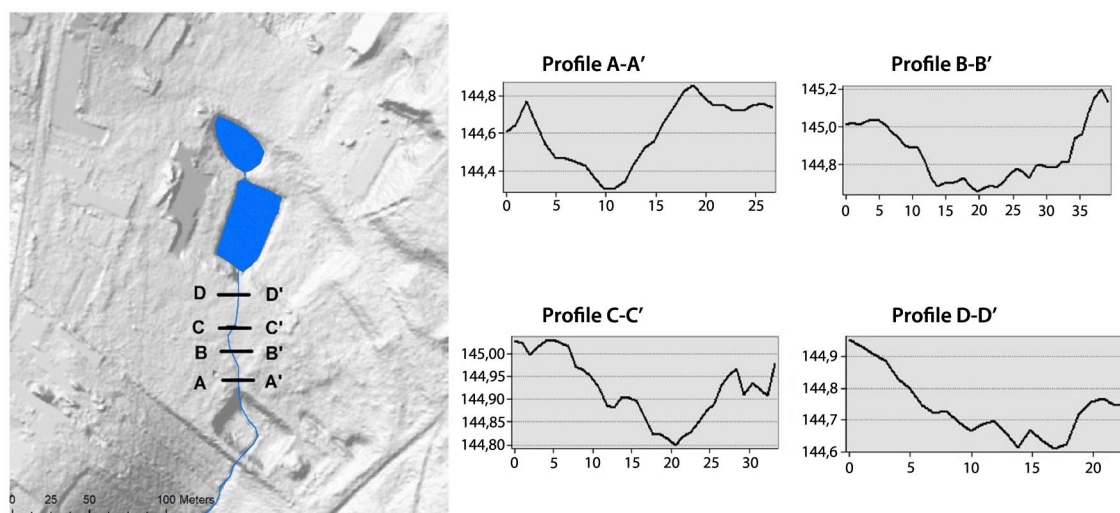 D D'
C C'
B B'
A A'
0 25 50 100 Meters
Profile A-A’
144,8
144,6
144,4
0 5 10 15 20 25
Profile B-B’
145,2
145,0
144,8
0 5 10 15 20 25 30 35
Profile C-C’
145,00
144,95
144,90
144,85
144,80
0 5 10 15 20 25 30
Profile D-D’
144,9
144,8
144,7
144,6
0 5 10 15 20